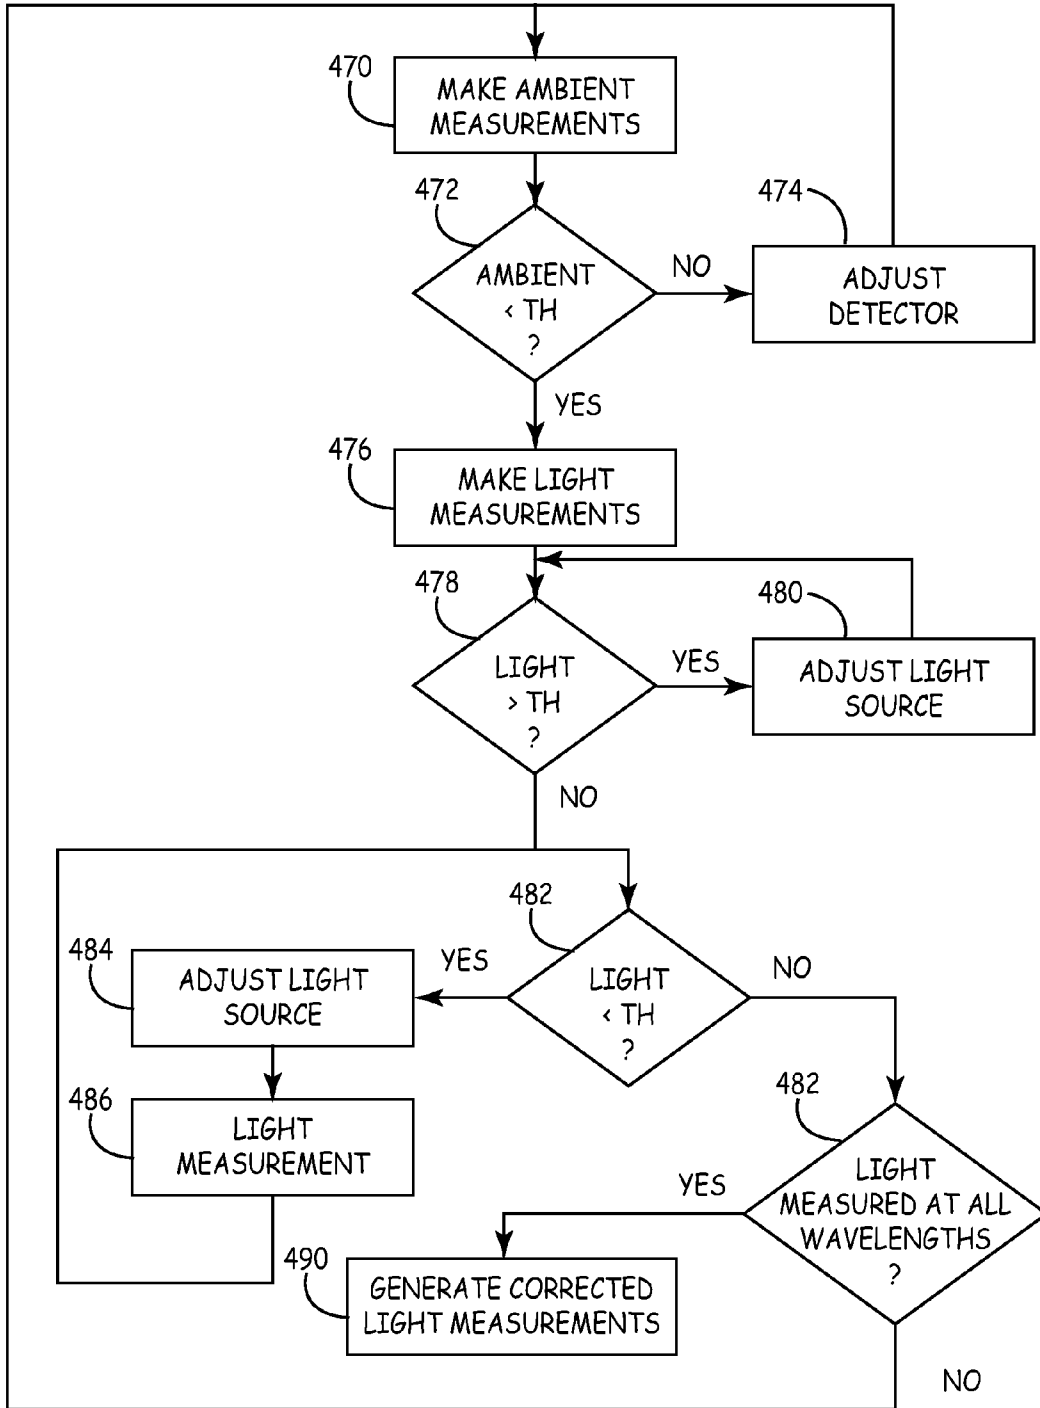 470
MAKE AMBIENT
MEASUREMENTS
472
AMBIENT
< TH
?
NO
474
ADJUST
DETECTOR
YES
476
MAKE LIGHT
MEASUREMENTS
478
LIGHT
> TH
?
YES
480
ADJUST LIGHT
SOURCE
NO
482
LIGHT
< TH
?
YES
484
ADJUST LIGHT
SOURCE
486
LIGHT
MEASUREMENT
NO
482
LIGHT
MEASURED AT ALL
WAVELENGTHS
?
YES
490
GENERATE CORRECTED
LIGHT MEASUREMENTS
NO